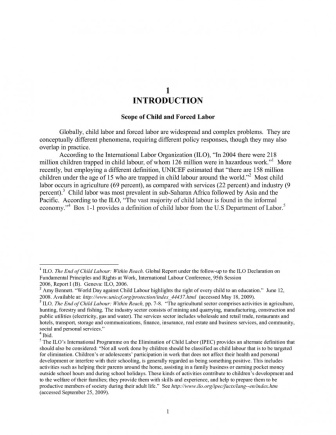 1
INTRODUCTION
Scope of Child and Forced Labor
Globally, child labor and forced labor are widespread and complex problems. They are
conceptually different phenomena, requiring different policy responses, though they may also
overlap in practice.
According to the International Labor Organization (ILO), “In 2004 there were 218
million children trapped in child labour, of whom 126 million were in hazardous work.”1 More
recently, but employing a different definition, UNICEF estimated that “there are 158 million
children under the age of 15 who are trapped in child labour around the world.”2 Most child
labor occurs in agriculture (69 percent), as compared with services (22 percent) and industry (9
percent).3 Child labor was most prevalent in sub-Saharan Africa followed by Asia and the
Pacific. According to the ILO, “The vast majority of child labour is found in the informal
economy.”4 Box 1-1 provides a definition of child labor from the U.S Department of Labor.5
1 ILO. The End of Child Labour: Within Reach. Global Report under the follow-up to the ILO Declaration on
Fundamental Principles and Rights at Work, International Labour Conference, 95th Session
2006, Report I (B). Geneva: ILO, 2006.
2 Amy Bennett. “World Day against Child Labour highlights the right of every child to an education.” June 12,
2008. Available at: http://www.unicef.org/protection/index_44437.html (accessed May 18, 2009).
3 ILO. The End of Child Labour: Within Reach, pp. 7-8. “The agricultural sector comprises activities in agriculture,
hunting, forestry and fishing. The industry sector consists of mining and quarrying, manufacturing, construction and
public utilities (electricity, gas and water). The services sector includes wholesale and retail trade, restaurants and
hotels, transport, storage and communications, finance, insurance, real estate and business services, and community,
social and personal services.”
4 Ibid.
5 The ILO’s International Programme on the Elimination of Child Labor (IPEC) provides an alternative definition that
should also be considered: “Not all work done by children should be classified as child labour that is to be targeted
for elimination. Children’s or adolescents’ participation in work that does not affect their health and personal
development or interfere with their schooling, is generally regarded as being something positive. This includes
activities such as helping their parents around the home, assisting in a family business or earning pocket money
outside school hours and during school holidays. These kinds of activities contribute to children’s development and
to the welfare of their families; they provide them with skills and experience, and help to prepare them to be
productive members of society during their adult life.” See http://www.ilo.org/ipec/facts/lang--en/index.htm
(accessed September 25, 2009).
1